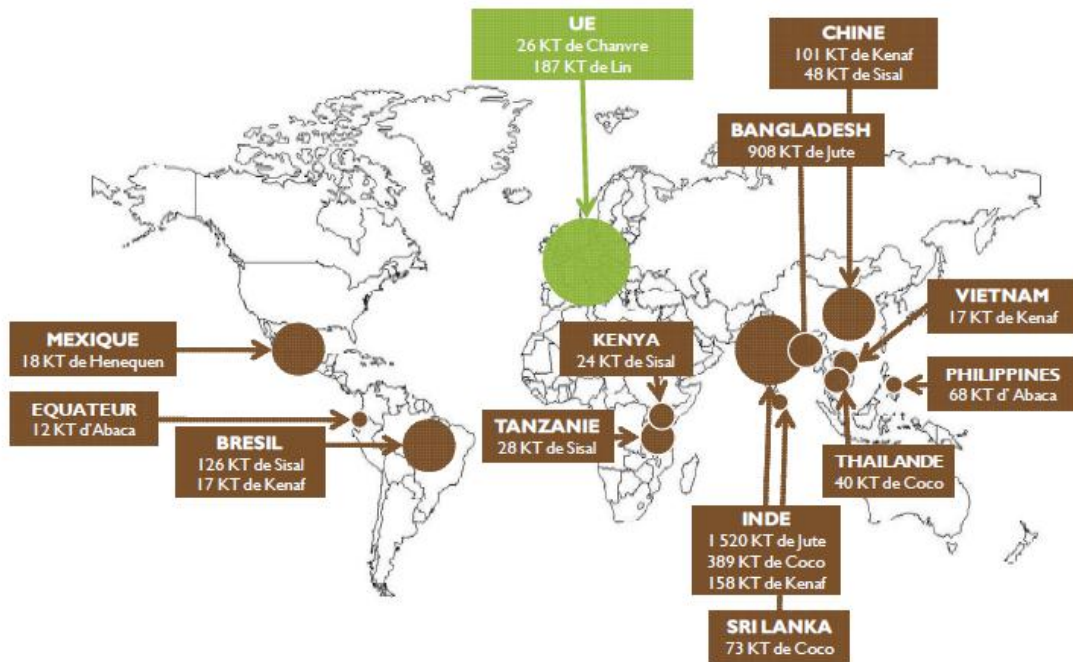 UE
26 KT de Chanvre
187 KT de Lin
CHINE
101 KT de Kenaf
48 KT de Sisal
BANGLADESH
908 KT de Jute
VIETNAM
17 KT de Kenaf
MEXIQUE
18 KT de Henequen
KENYA
24 KT de Sisal
PHILIPPINES
68 KT d' Abaca
EQUATEUR
12 KT d'Abaca
BRESIL
126 KT de Sisal
17 KT de Kenaf
TANZANIE
28 KT de Sisal
THAILANDE
40 KT de Coco
INDE
1 520 KT de Jute
389 KT de Coco
158 KT de Kenaf
SRI LANKA
73 KT de Coco